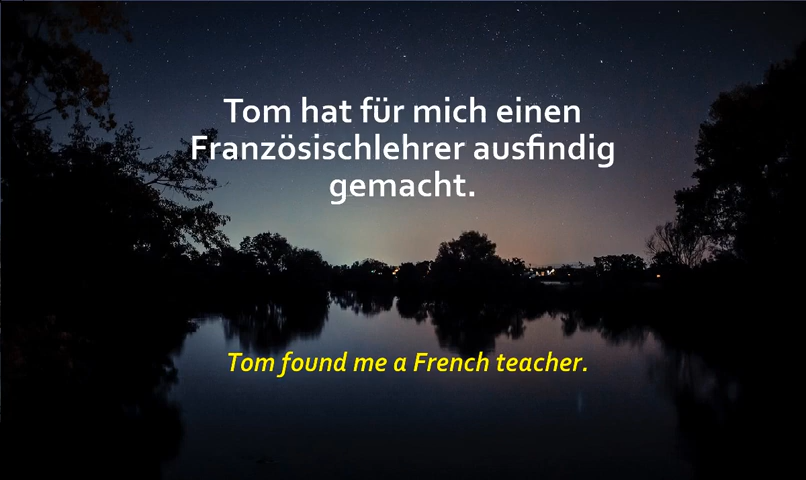 Tom hat für mich einen
Französischlehrer ausfindig
gemacht.
Tom found me a French teacher.